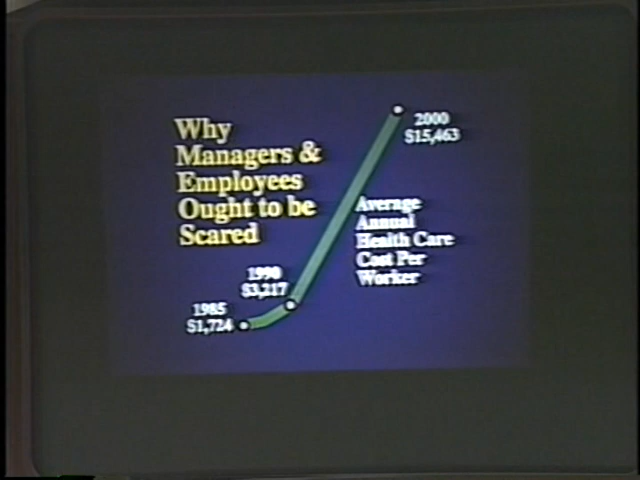 Why
Managers &
Employees
Ought to be
Scared
2000
$15,463
Average
Annual
Health Care
Cost Per
Worker
1990
$3,217
1985
$1,724